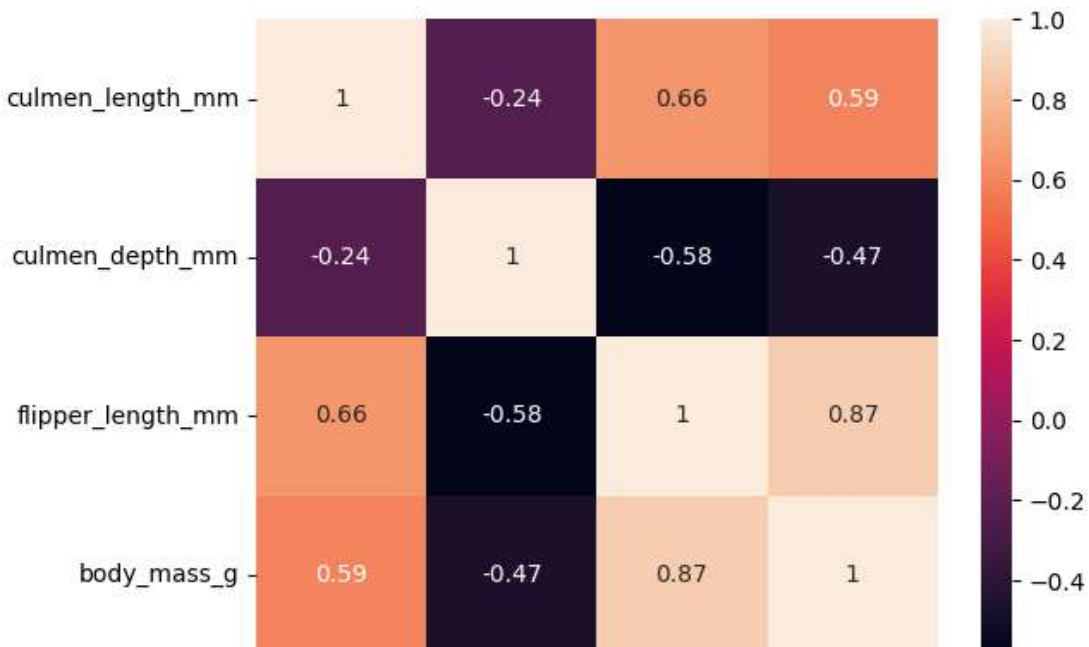 1.0
culmen_length_mm 1 -0.24 0.66 0.59
0.8
0.6
culmen_depth_mm -0.24 1 -0.58 -0.47
0.4
0.2
flipper_length_mm 0.66 -0.58 1 0.87
0.0
-0.2
body_mass_g 0.59 -0.47 0.87 1
-0.4